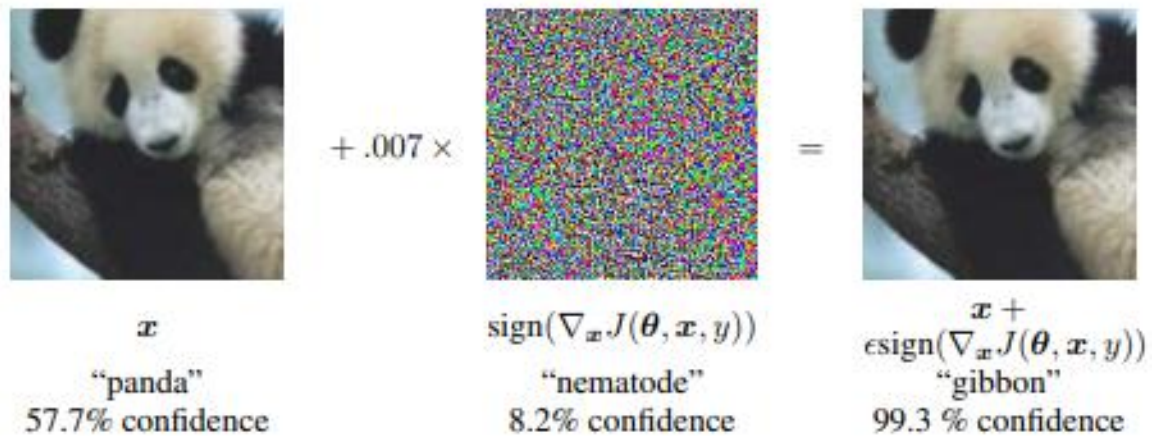 + .007 ×
=
x
sign(∇ₓJ(θ, x, y))
x +
ϵsign(∇ₓJ(θ, x, y))
“panda”
“nematode”
“gibbon”
57.7% confidence
8.2% confidence
99.3 % confidence